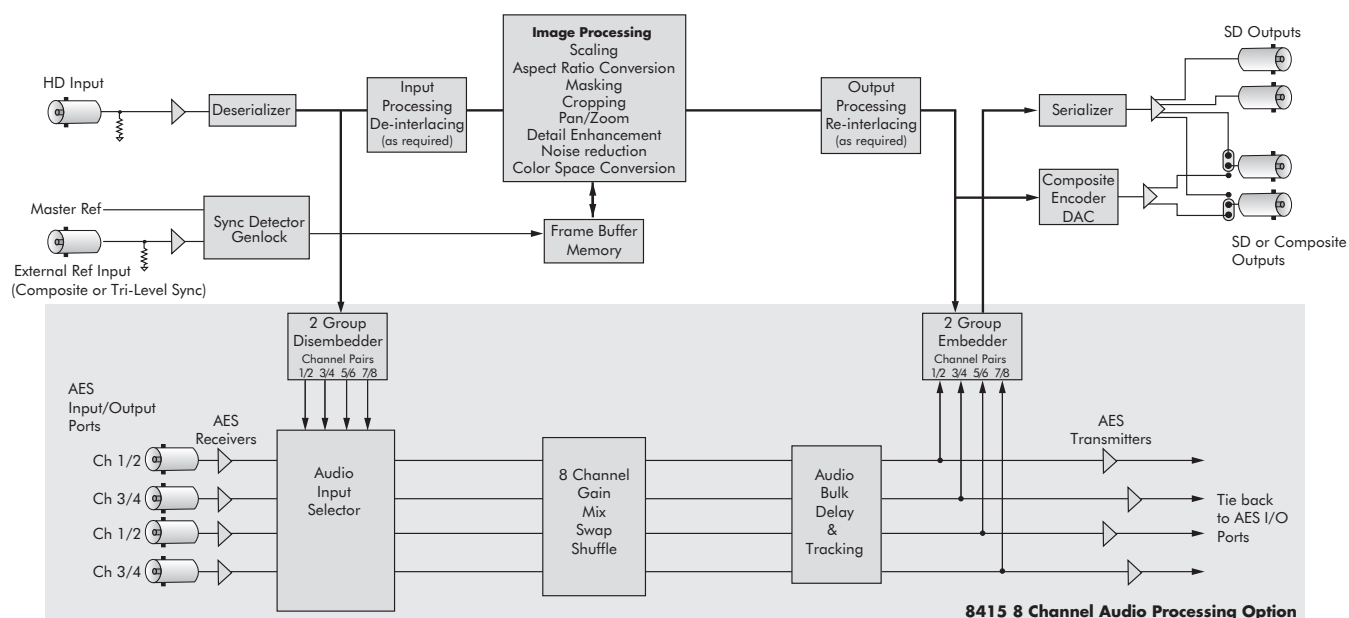 Image Processing
Scaling
Aspect Ratio Conversion
Masking
Cropping
Pan/Zoom
Detail Enhancement
Noise reduction
Color Space Conversion
HD Input
Deserializer
Input
Processing
De-interlacing
(as required)
Output
Processing
Re-interlacing
(as required)
SD Outputs
Serializer
Composite
Encoder
DAC
SD or Composite
Outputs
Master Ref
Sync Detector
Genlock
Frame Buffer
Memory
External Ref Input
(Composite or Tri-Level Sync)
2 Group
Disembedder
Channel Pairs
1/2 3/4 5/6 7/8
2 Group
Embedder
Channel Pairs
1/2 3/4 5/6 7/8
AES
Input/Output
Ports
AES
Receivers
Ch 1/2
Ch 3/4
Ch 1/2
Ch 3/4
Audio
Input
Selector
8 Channel
Gain
Mix
Swap
Shuffle
Audio
Bulk
Delay
&
Tracking
AES
Transmitters
Tie back
to AES I/O
Ports
8415 8 Channel Audio Processing Option